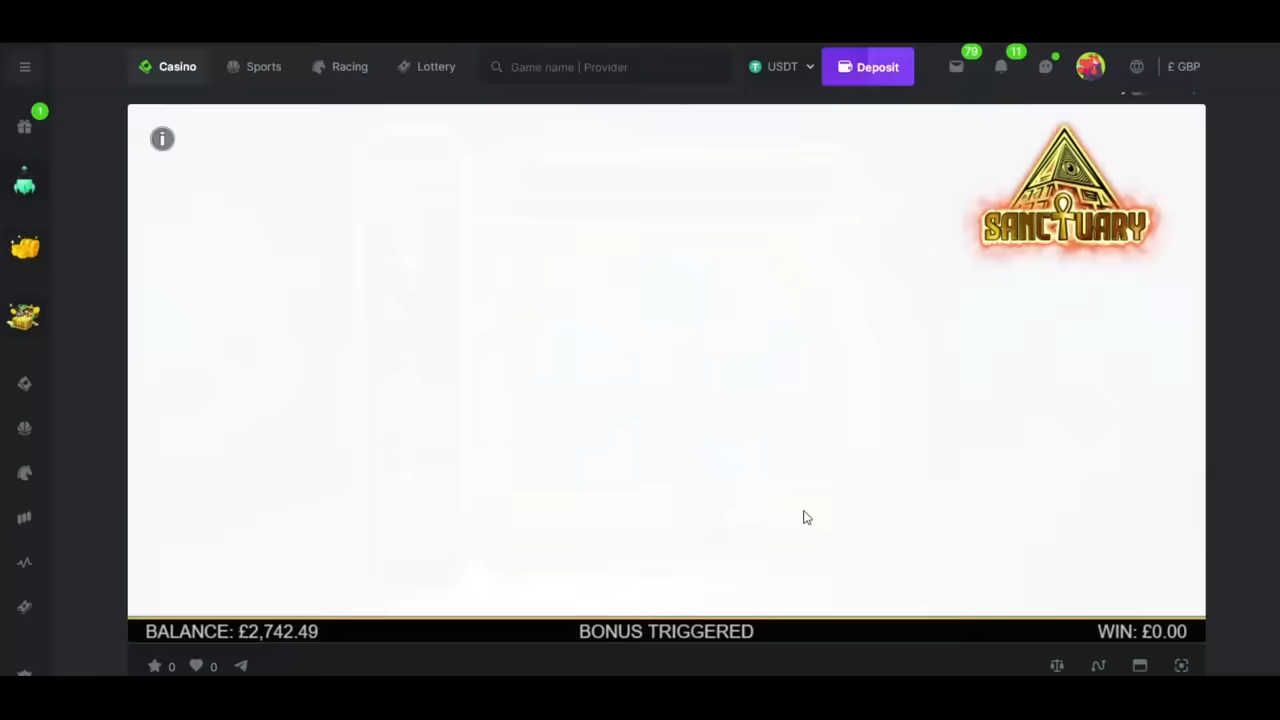 Casino
Sports
Racing
Lottery
Game name | Provider
USDT
Deposit
79
11
£ GBP
1
i
SANCTUARY
BALANCE: £2,742.49
BONUS TRIGGERED
WIN: £0.00
0
0